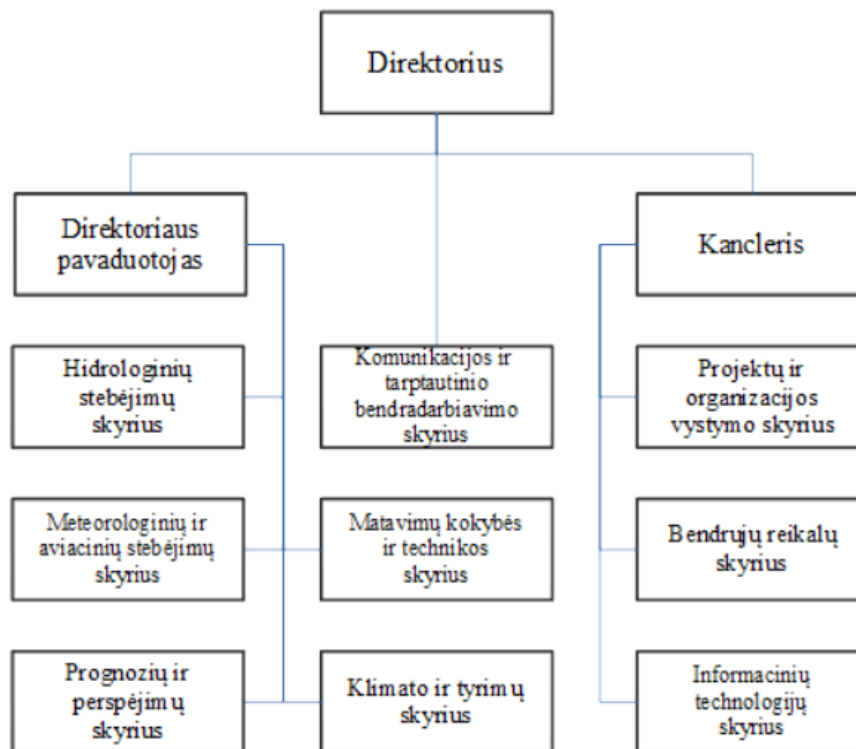 Direktorius
Direktoriaus
pavaduotojas
Kancleris
Hidrologinių
stebėjimų
skyrius
Komunikacijos ir
tarptautinio
bendradarbiavimo
skyrius
Projektų ir
organizacijos
vystymo skyrius
Meteorologinių ir
aviacinių stebėjimų
skyrius
Matavimų kokybės
ir technikos
skyrius
Bendrujų reikalų
skyrius
Prognozių ir
perspėjimų
skyrius
Klimato ir tyrimų
skyrius
Informacinių
technologijų
skyrius